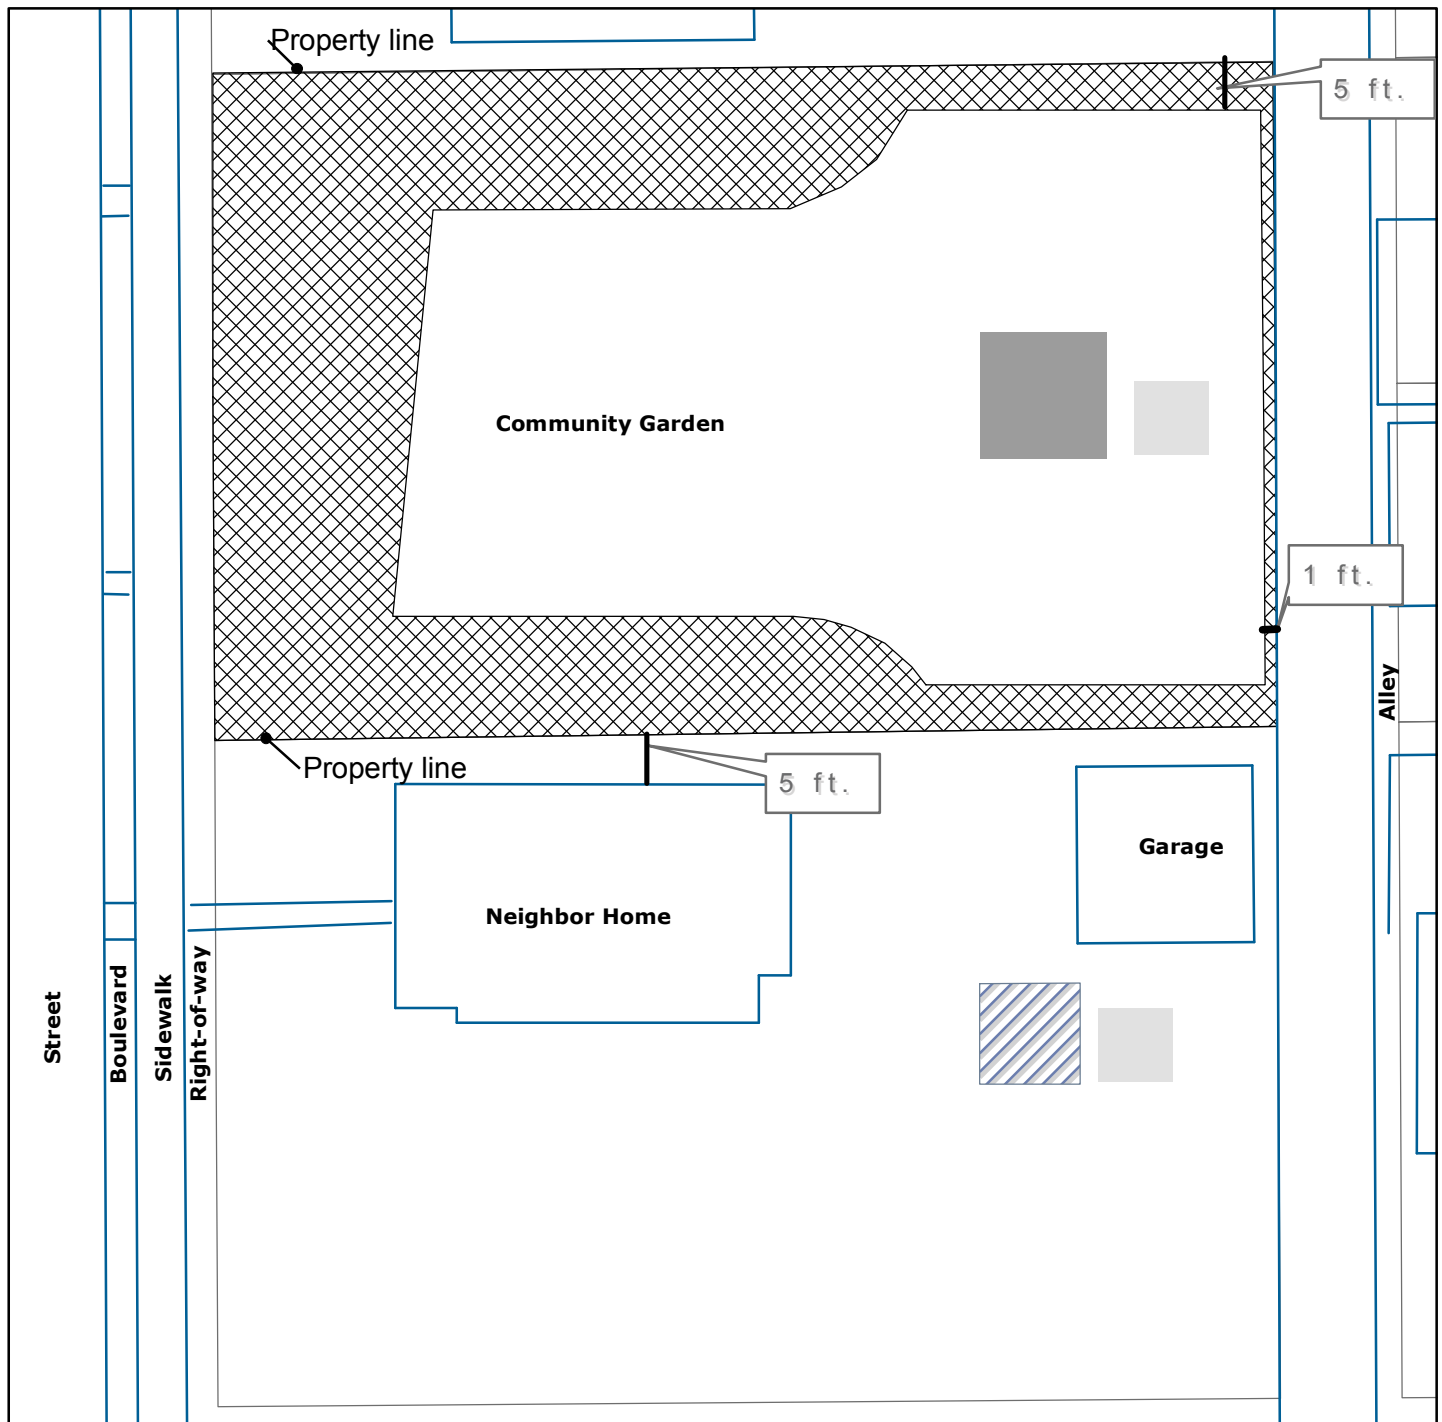 Property line
5 ft.
Community Garden
1 ft.
Alley
Property line
5 ft.
Garage
Neighbor Home
Street
Boulevard
Sidewalk
Right-of-way